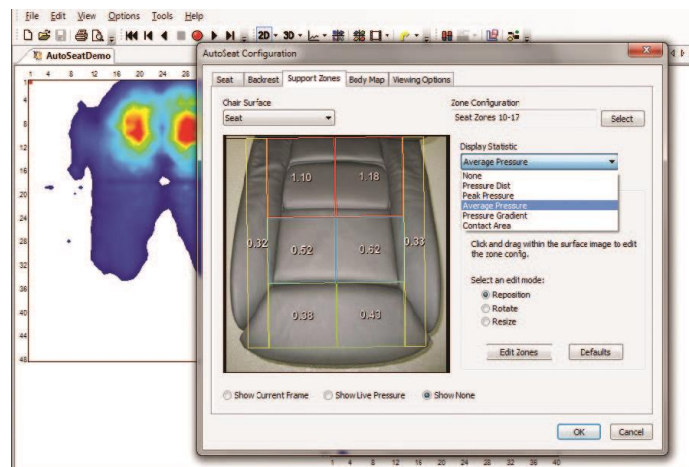 File Edit View Options Tools Help
2D 3D
AutoSeatDemo
AutoSeat Configuration
Seat Backrest Support Zones Body Map Viewing Options
1 4 8 12 16 20 24 28
1
4
8
12
16
20
24
28
32
36
40
44
48
Chair Surface
Seat
Zone Configuration
Seat Zones 10-17
Select
Display Statistic
Average Pressure
None
Pressure Dist
Peak Pressure
Average Pressure
Pressure Gradient
Contact Area
1.10 1.18
0.32 0.52 0.62 0.33
0.38 0.43
Click and drag within the surface image to edit
the zone config.
Select an edit mode:
Reposition
Rotate
Resize
Edit Zones Defaults
Show Current Frame Show Live Pressure Show None
OK Cancel
1 4 8 12 16 20 24 28 32 36 40